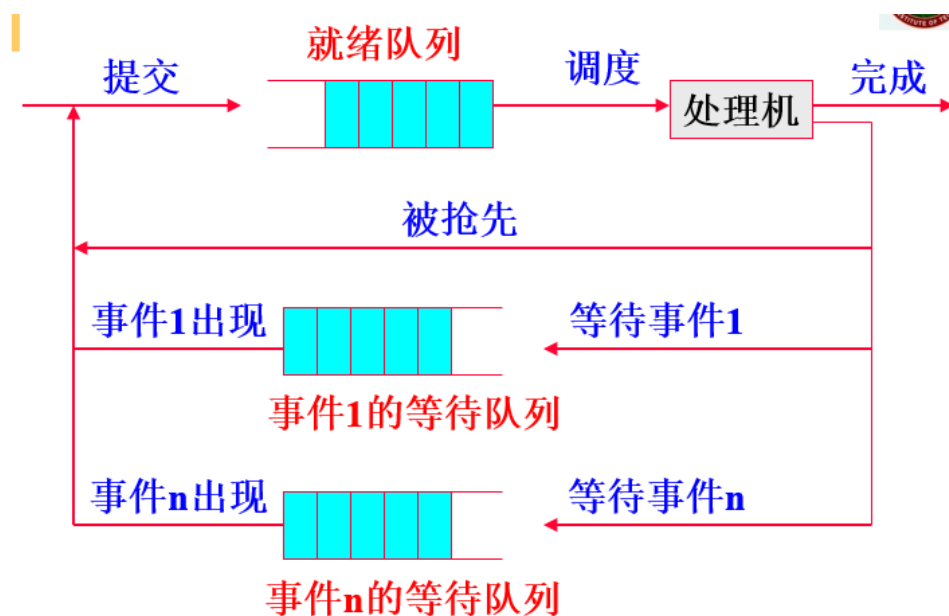 就绪队列
提交
调度
处理机
完成
被抢先
事件1出现
等待事件1
事件1的等待队列
事件n出现
等待事件n
事件n的等待队列